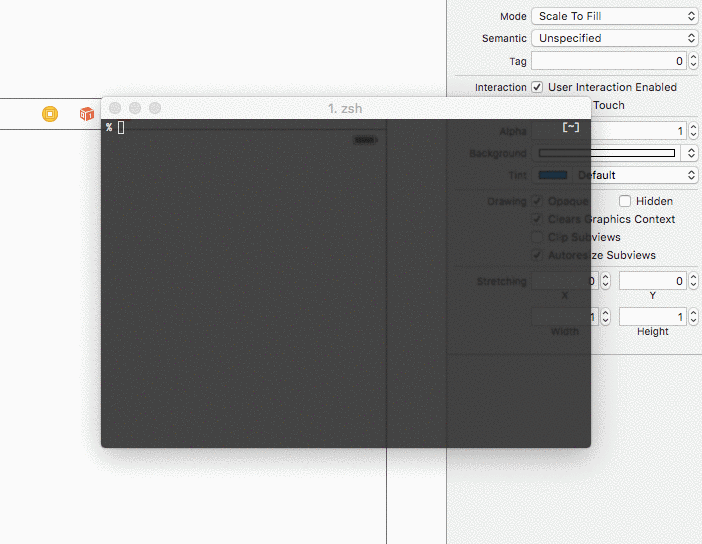 Mode Scale To Fill
Semantic Unspecified
Tag 0
Interaction User Interaction Enabled
1. zsh
Touch
% [~]
Alpha 1
Background
Tint Default
Drawing Opaque Hidden
Clears Graphics Context
Clip Subviews
Autoresize Subviews
Stretching 0 0
X Y
1 1
Width Height